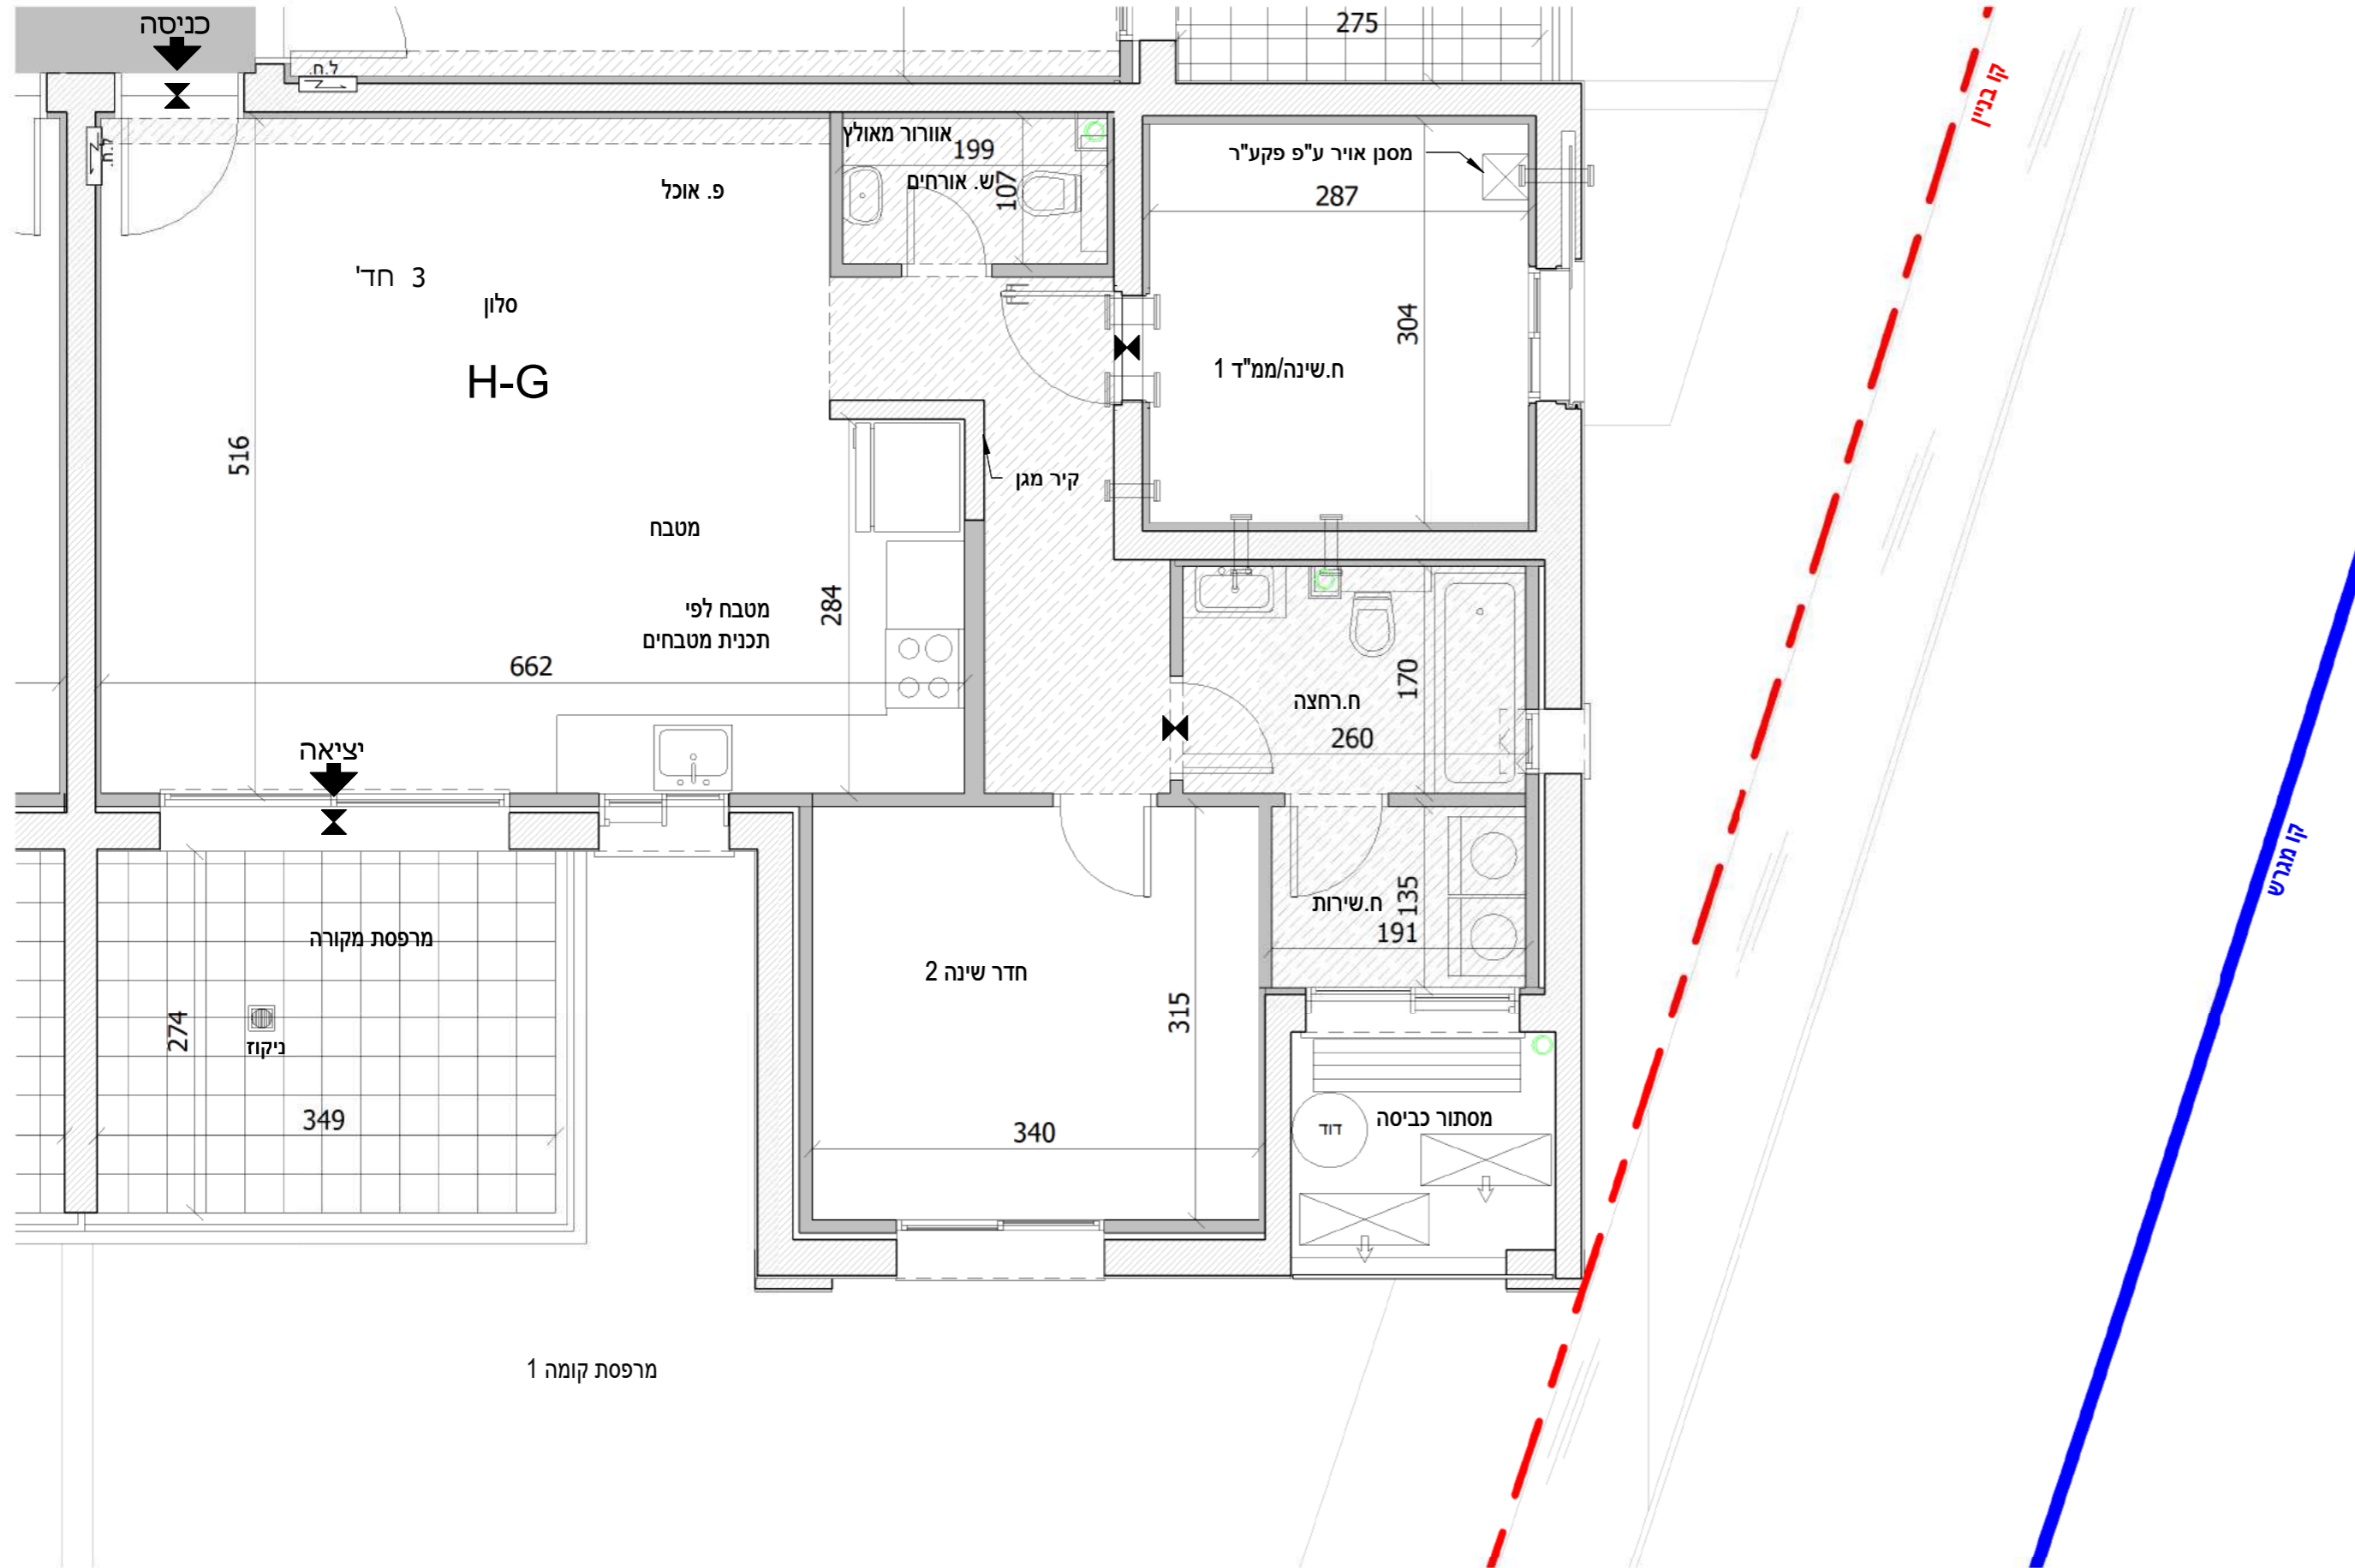 כניסה
ל.ח.
275
קו בניין
ל.ח.
אוורור מאולץ
199
ש. אורחים
107
פ. אוכל
מסנן אויר ע"פ פקע"ר
287
3 חד'
סלון
H-G
304
ח.שינה/ממ"ד 1
516
קיר מגן
מטבח
284
מטבח לפי
תכנית מטבחים
662
170
ח.רחצה
260
יציאה
קו מגרש
135
ח.שירות
191
מרפסת מקורה
חדר שינה 2
274
ניקוז
315
349
340
דוד
מסתור כביסה
מרפסת קומה 1